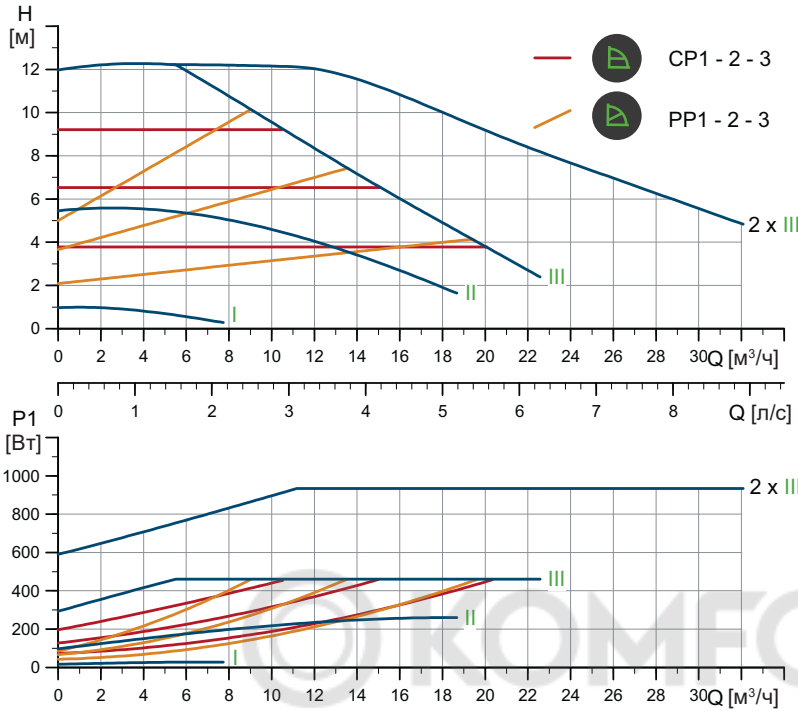 H
[м]
CP1 - 2 - 3
PP1 - 2 - 3
12
10
8
6
4
2
0
2 x III
III
II
I
0 2 4 6 8 10 12 14 16 18 20 22 24 26 28 30 Q [м³/ч]
0 1 2 3 4 5 6 7 8 Q [л/с]
P1
[Вт]
1000
800
600
400
200
0
2 x III
III
II
I
0 2 4 6 8 10 12 14 16 18 20 22 24 26 28 30 Q [м³/ч]
KOMFO